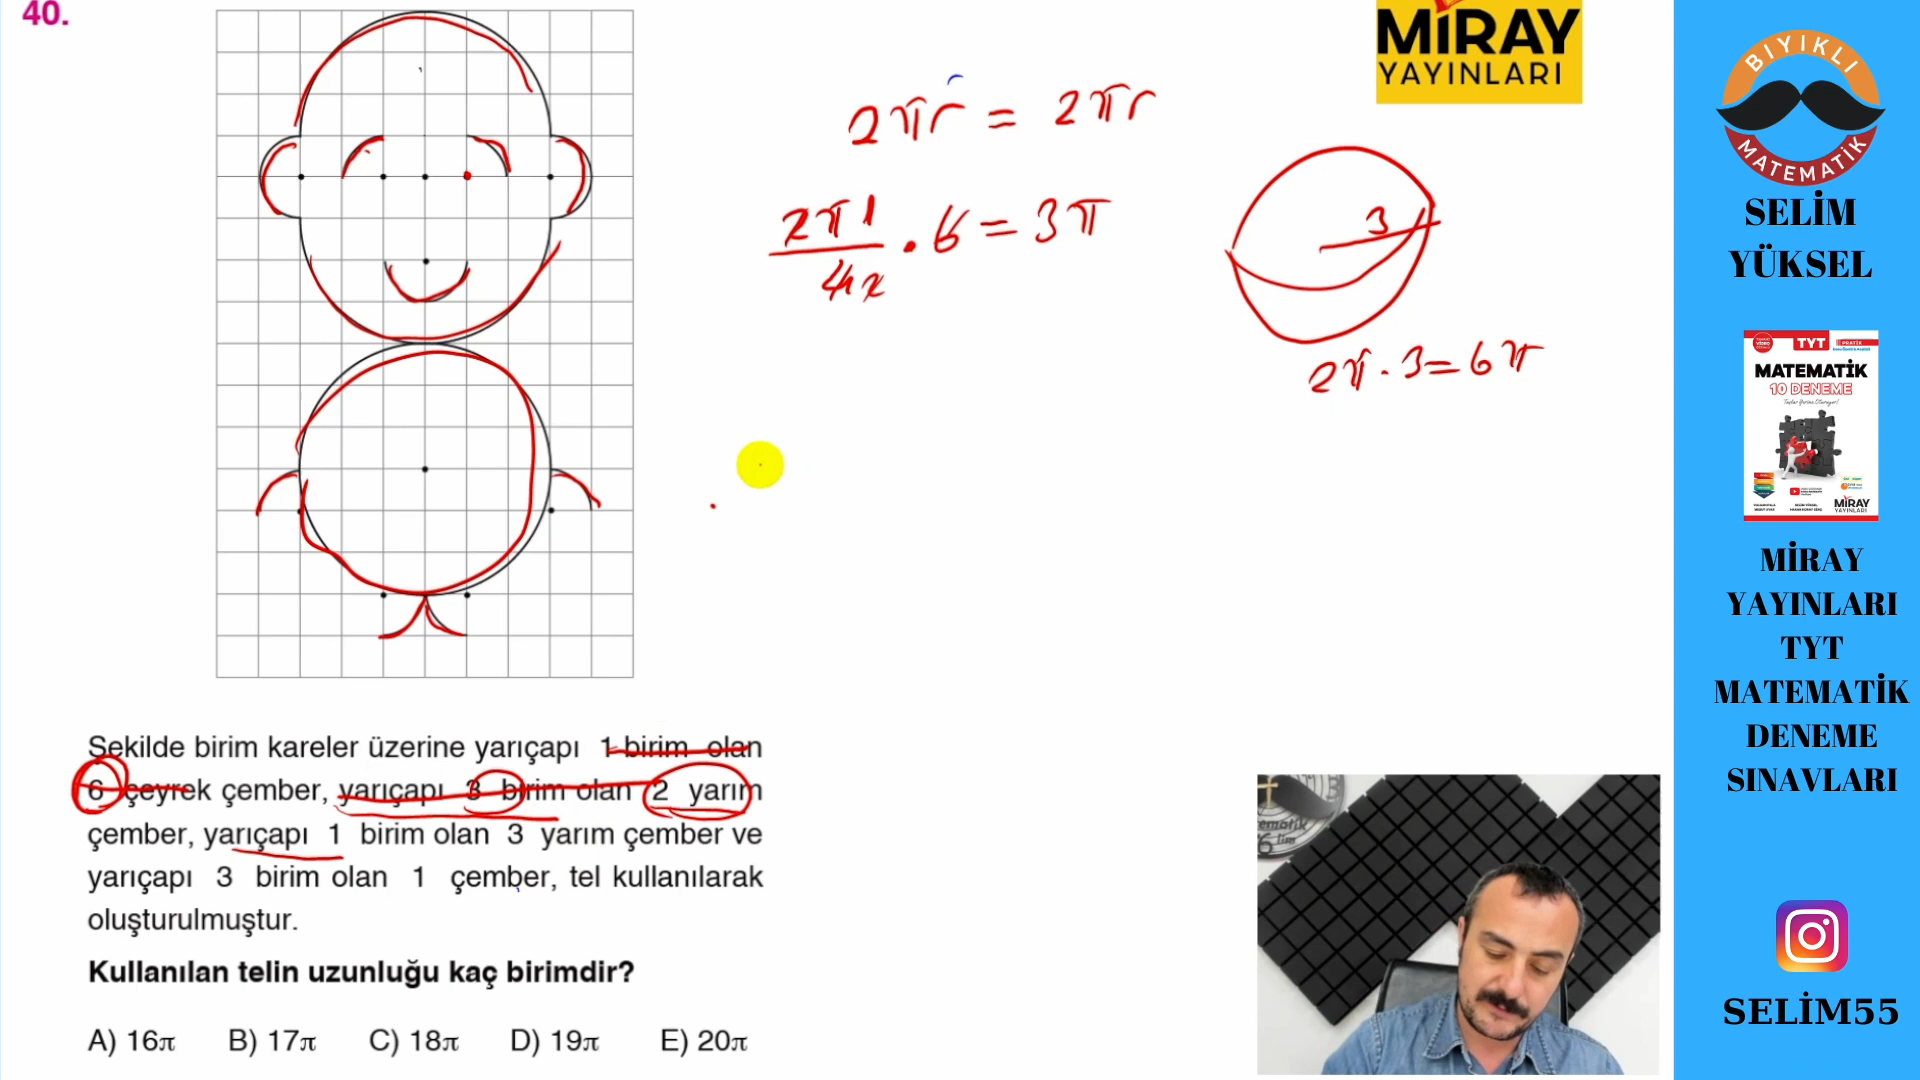 40.
MİRAY
YAYINLARI
2πr = 2πr
2π1
4
. 6 = 3π
3
2π . 3 = 6π
Şekilde birim kareler üzerine yarıçapı 1 birim olan
6 çeyrek çember, yarıçapı 3 birim olan 2 yarım
çember, yarıçapı 1 birim olan 3 yarım çember ve
yarıçapı 3 birim olan 1 çember, tel kullanılarak
oluşturulmuştur.
Kullanılan telin uzunluğu kaç birimdir?
A) 16π B) 17π C) 18π D) 19π E) 20π
BIYIKLI
MATEMATİK
SELİM
YÜKSEL
TYT
PRATİK
MATEMATİK
10 DENEME
MİRAY
YAYINLARI
MİRAY
YAYINLARI
TYT
MATEMATİK
DENEME
SINAVLARI
SELİM55